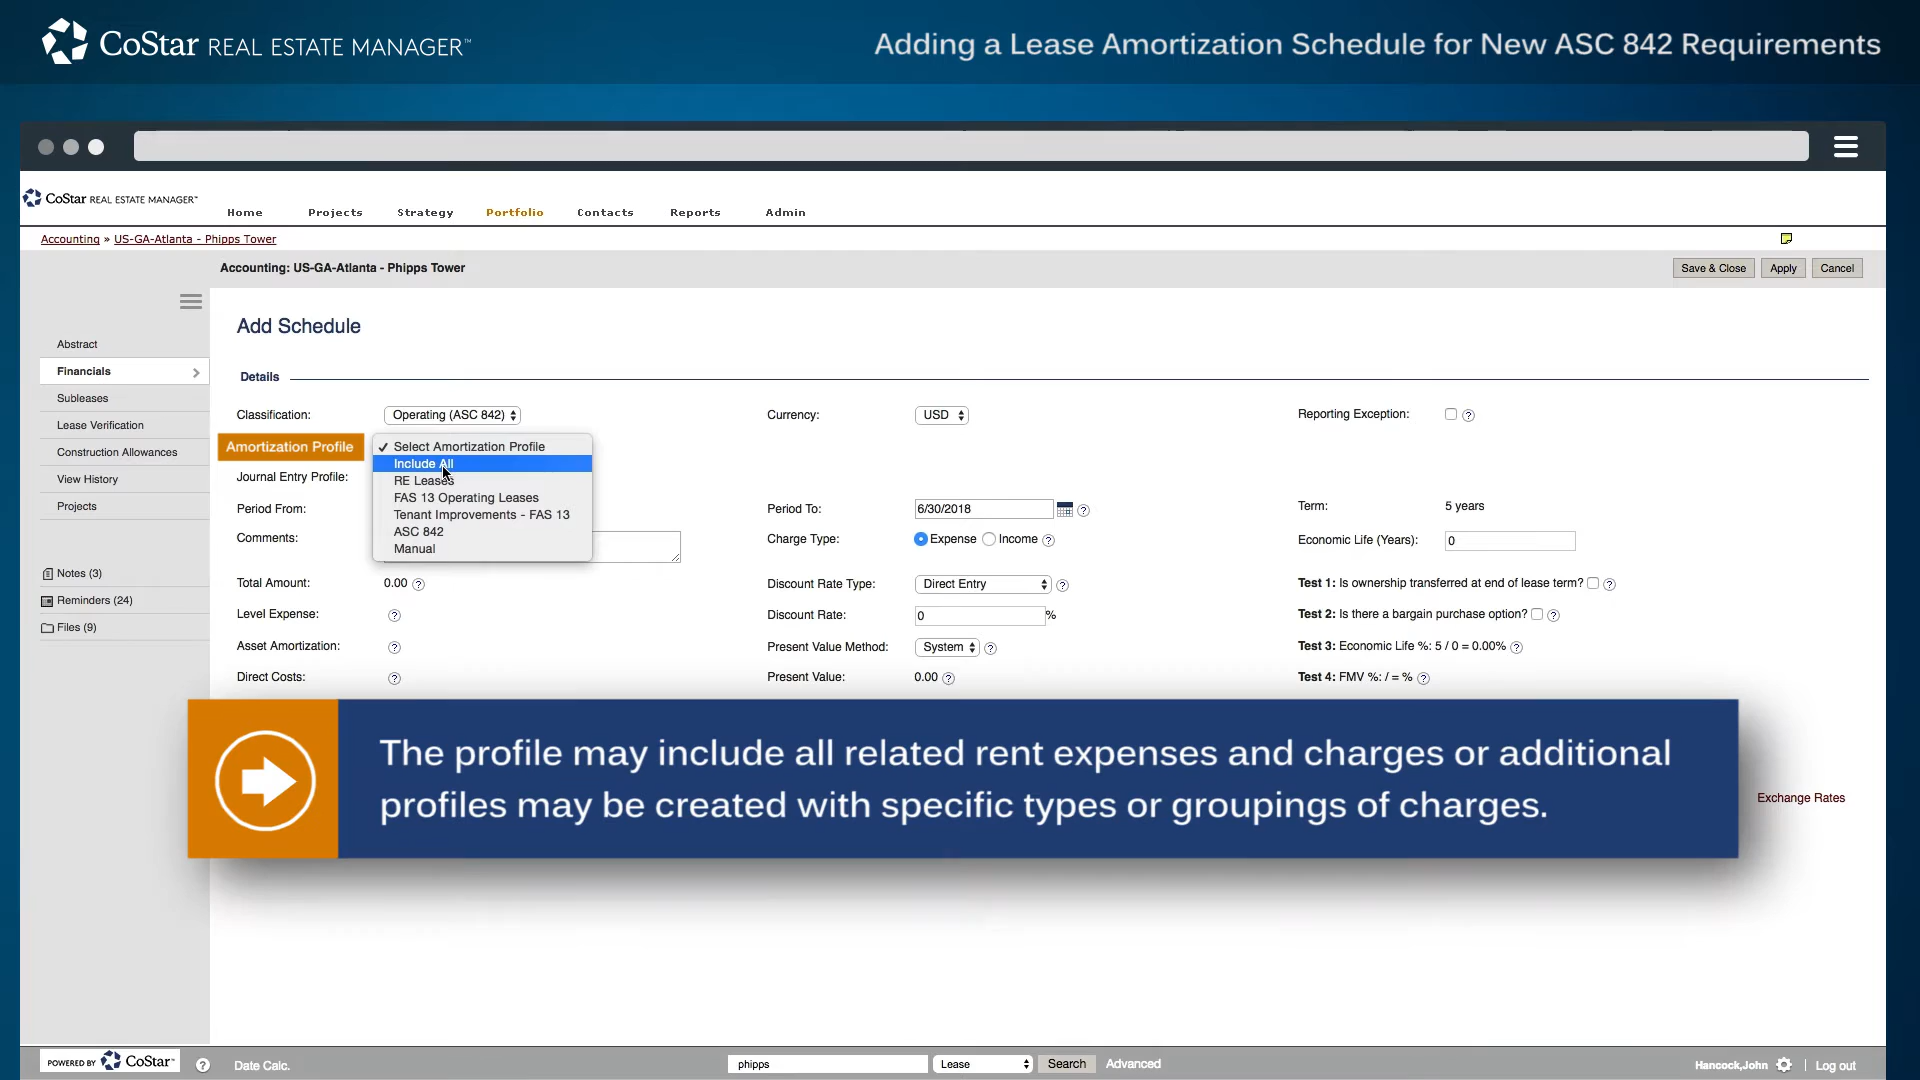 CoStar REAL ESTATE MANAGER™
Adding a Lease Amortization Schedule for New ASC 842 Requirements
CoStar REAL ESTATE MANAGER™
Home Projects Strategy Portfolio Contacts Reports Admin
Accounting » US-GA-Atlanta - Phipps Tower
Accounting: US-GA-Atlanta - Phipps Tower
Save & Close Apply Cancel
Abstract
Financials
Subleases
Lease Verification
Construction Allowances
View History
Projects
Notes (3)
Reminders (24)
Files (9)
Add Schedule
Details
Classification: Operating (ASC 842) Currency: USD Reporting Exception: ?
Amortization Profile
✓ Select Amortization Profile
Include All
RE Leases
FAS 13 Operating Leases
Tenant Improvements - FAS 13
ASC 842
Manual
Journal Entry Profile:
Period From: Period To: 6/30/2018 ? Term: 5 years
Comments: Charge Type: Expense Income ? Economic Life (Years): 0
Total Amount: 0.00 ? Discount Rate Type: Direct Entry ? Test 1: Is ownership transferred at end of lease term? ?
Level Expense: ? Discount Rate: 0 % Test 2: Is there a bargain purchase option? ?
Asset Amortization: ? Present Value Method: System ? Test 3: Economic Life %: 5 / 0 = 0.00% ?
Direct Costs: ? Present Value: 0.00 ? Test 4: FMV %: / = % ?
The profile may include all related rent expenses and charges or additional
profiles may be created with specific types or groupings of charges.
Exchange Rates
POWERED BY CoStar™ ? Date Calc. phipps Lease Search Advanced Hancock,John | Log out